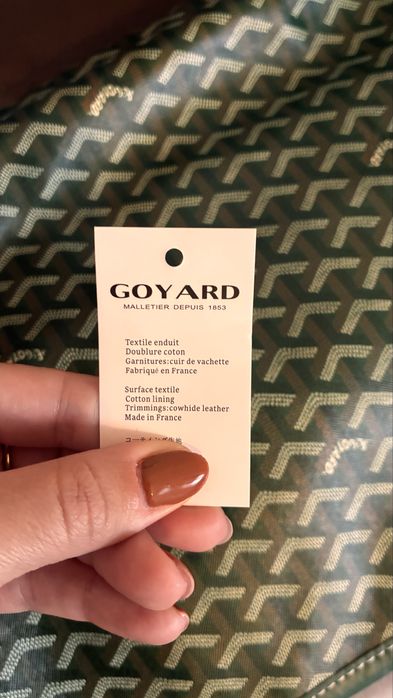 GOYARD
MALLETIER DEPUIS 1853
Textile enduit
Doublure coton
Garnitures:cuir de vachette
Fabriqué en France
Surface textile
Cotton lining
Trimmings:cowhide leather
Made in France